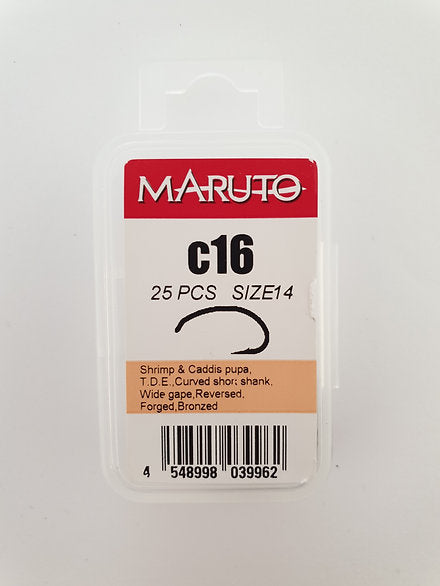 MARUTO
c16
25 PCS SIZE14
Shrimp & Caddis pupa,
T.D.E.,Curved short shank,
Wide gape,Reversed,
Forged,Bronzed
4 548998 039962